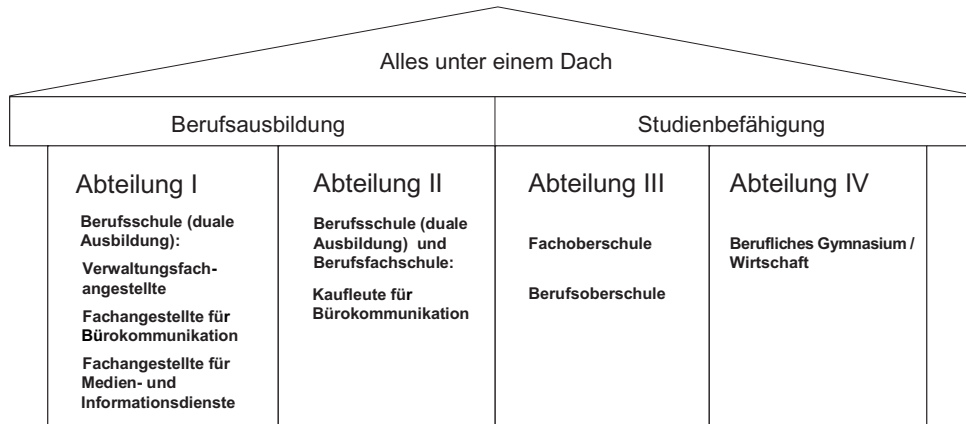 Alles unter einem Dach
Berufsausbildung
Studienbefähigung
Abteilung I
Berufsschule (duale
Ausbildung):
Verwaltungsfach-
angestellte
Fachangestellte für
Bürokommunikation
Fachangestellte für
Medien- und
Informationsdienste
Abteilung II
Berufsschule (duale
Ausbildung) und
Berufsfachschule:
Kaufleute für
Bürokommunikation
Abteilung III
Fachoberschule
Berufsoberschule
Abteilung IV
Berufliches Gymnasium /
Wirtschaft